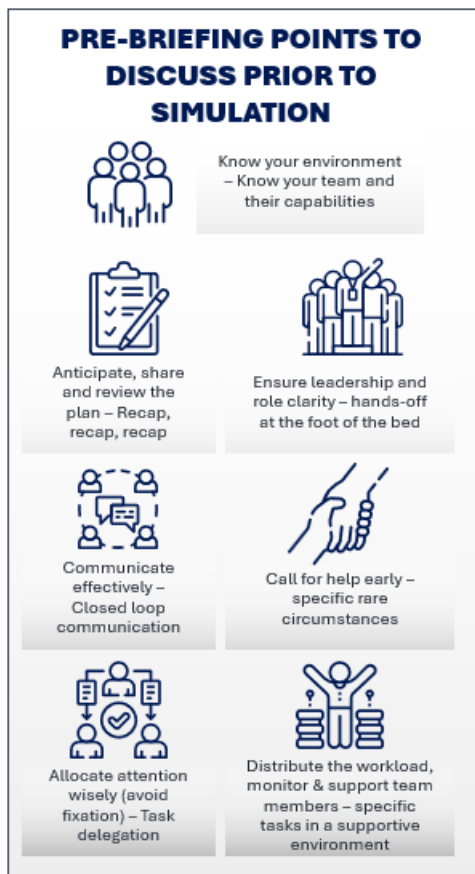 PRE-BRIEFING POINTS TO
DISCUSS PRIOR TO
SIMULATION
Know your environment
– Know your team and
their capabilities
Anticipate, share
and review the
plan – Recap,
recap, recap
Ensure leadership and
role clarity – hands-off
at the foot of the bed
Communicate
effectively –
Closed loop
communication
Call for help early –
specific rare
circumstances
Allocate attention
wisely (avoid
fixation) – Task
delegation
Distribute the workload,
monitor & support team
members – specific
tasks in a supportive
environment